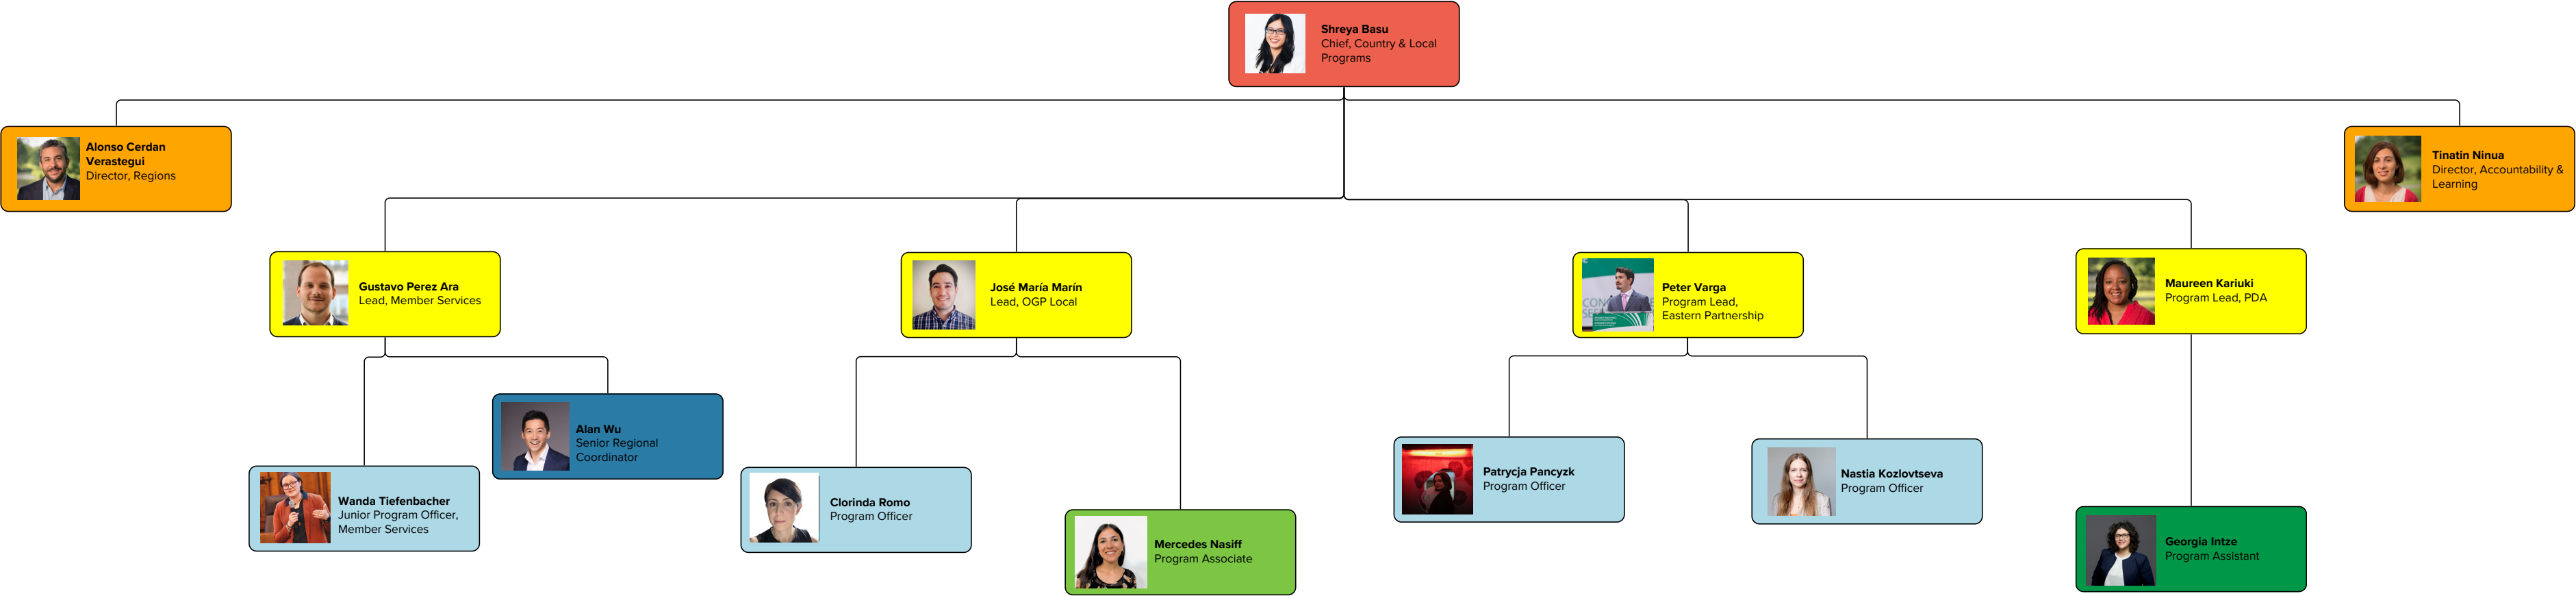 Shreya Basu
Chief, Country & Local
Programs
Alonso Cerdan
Verastegui
Director, Regions
Tinatin Ninua
Director, Accountability &
Learning
Gustavo Perez Ara
Lead, Member Services
José María Marín
Lead, OGP Local
Peter Varga
Program Lead,
Eastern Partnership
Maureen Kariuki
Program Lead, PDA
Alan Wu
Senior Regional
Coordinator
Wanda Tiefenbacher
Junior Program Officer,
Member Services
Clorinda Romo
Program Officer
Mercedes Nasiff
Program Associate
Patrycja Pancyzk
Program Officer
Nastia Kozlovtseva
Program Officer
Georgia Intze
Program Assistant